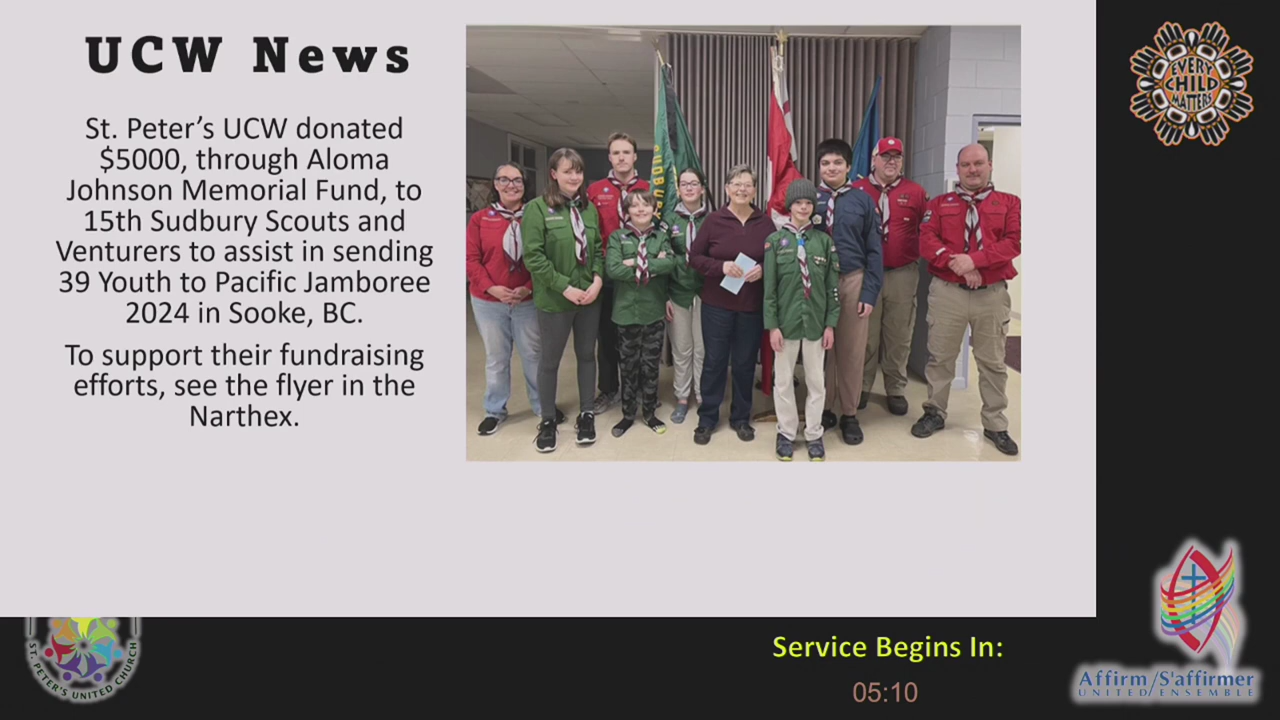 UCW News
St. Peter's UCW donated
$5000, through Aloma
Johnson Memorial Fund, to
15th Sudbury Scouts and
Venturers to assist in sending
39 Youth to Pacific Jamboree
2024 in Sooke, BC.
To support their fundraising
efforts, see the flyer in the
Narthex.
SUDBURY
EVERY
CHILD
MATTERS
ST. PETER'S UNITED CHURCH
Service Begins In:
05:10
Affirm/S'affirmer
UNITED/ENSEMBLE